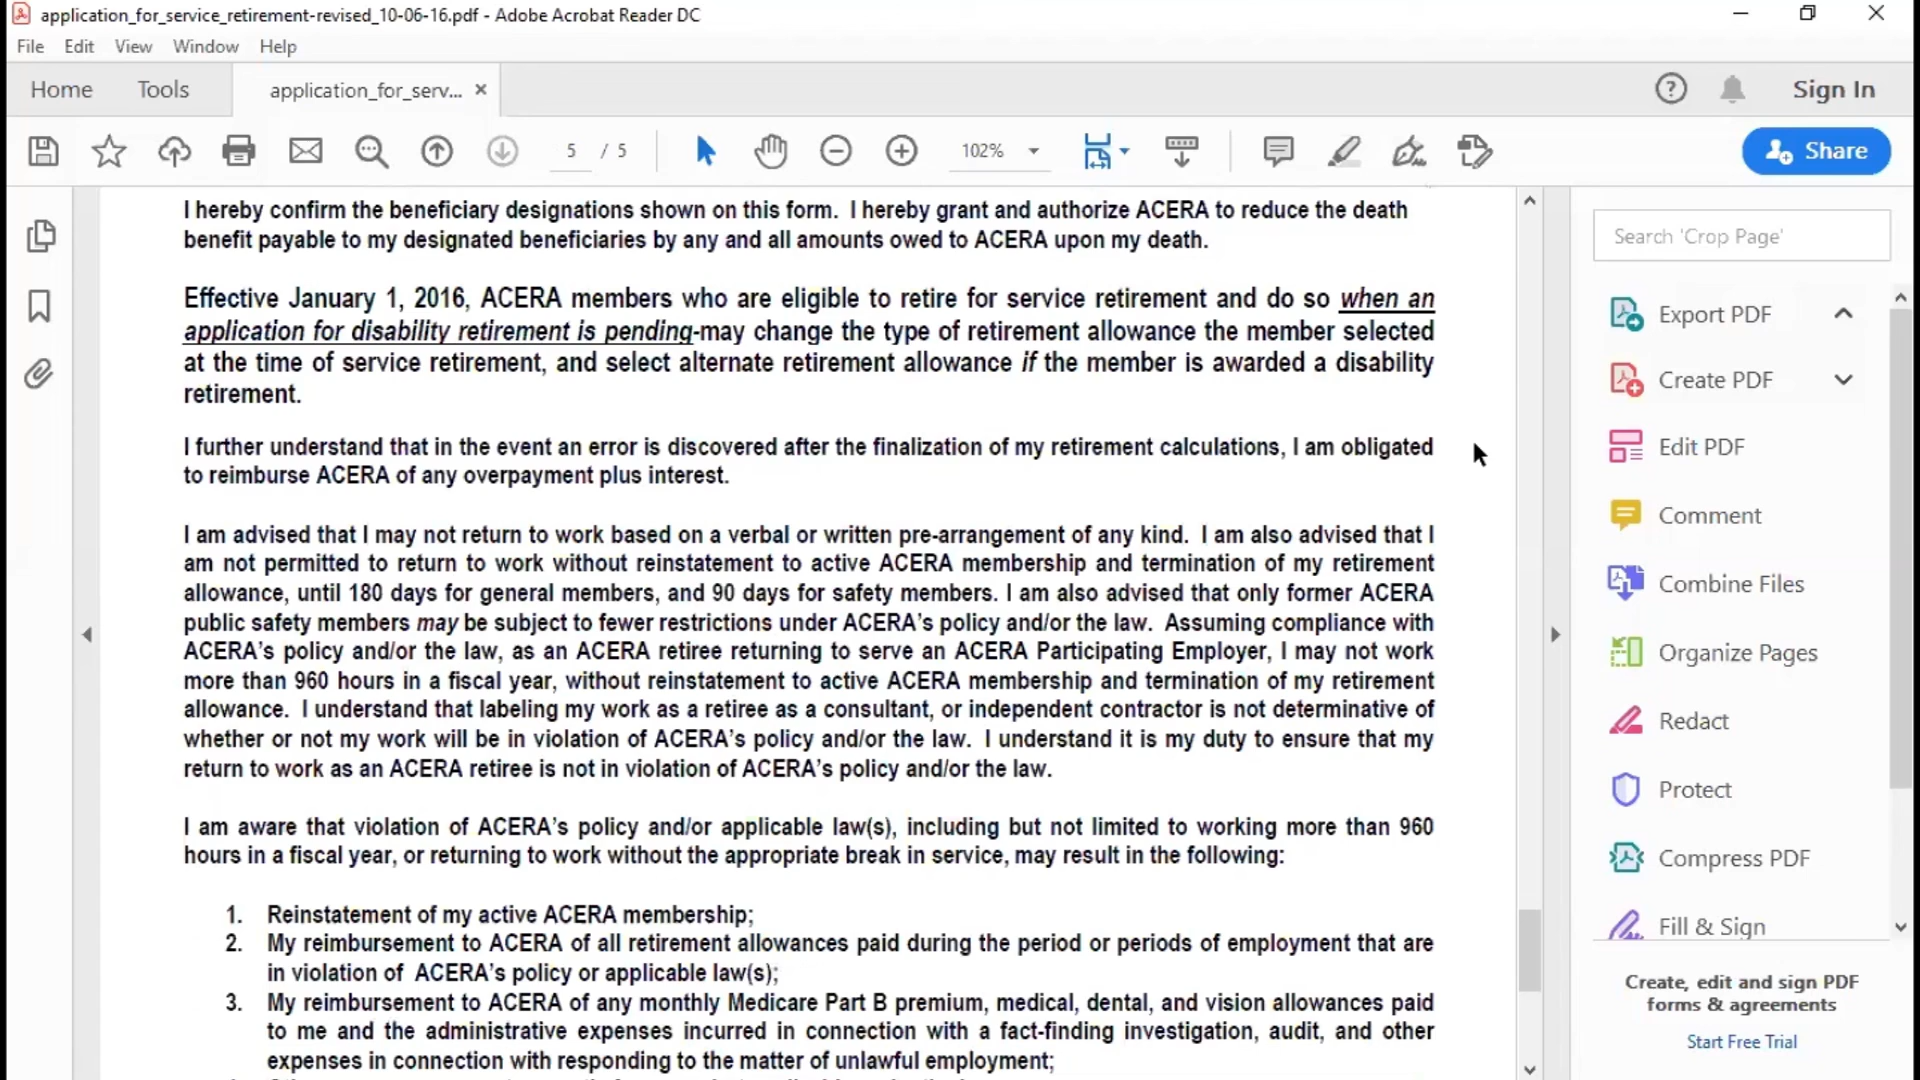 application_for_service_retirement-revised_10-06-16.pdf - Adobe Acrobat Reader DC
File Edit View Window Help
Home Tools application_for_serv... × Sign In
5 / 5 102% Share
I hereby confirm the beneficiary designations shown on this form. I hereby grant and authorize ACERA to reduce the death
benefit payable to my designated beneficiaries by any and all amounts owed to ACERA upon my death.
Effective January 1, 2016, ACERA members who are eligible to retire for service retirement and do so when an
application for disability retirement is pending-may change the type of retirement allowance the member selected
at the time of service retirement, and select alternate retirement allowance if the member is awarded a disability
retirement.
I further understand that in the event an error is discovered after the finalization of my retirement calculations, I am obligated
to reimburse ACERA of any overpayment plus interest.
I am advised that I may not return to work based on a verbal or written pre-arrangement of any kind. I am also advised that I
am not permitted to return to work without reinstatement to active ACERA membership and termination of my retirement
allowance, until 180 days for general members, and 90 days for safety members. I am also advised that only former ACERA
public safety members may be subject to fewer restrictions under ACERA's policy and/or the law. Assuming compliance with
ACERA's policy and/or the law, as an ACERA retiree returning to serve an ACERA Participating Employer, I may not work
more than 960 hours in a fiscal year, without reinstatement to active ACERA membership and termination of my retirement
allowance. I understand that labeling my work as a retiree as a consultant, or independent contractor is not determinative of
whether or not my work will be in violation of ACERA's policy and/or the law. I understand it is my duty to ensure that my
return to work as an ACERA retiree is not in violation of ACERA's policy and/or the law.
I am aware that violation of ACERA's policy and/or applicable law(s), including but not limited to working more than 960
hours in a fiscal year, or returning to work without the appropriate break in service, may result in the following:
1. Reinstatement of my active ACERA membership;
2. My reimbursement to ACERA of all retirement allowances paid during the period or periods of employment that are
in violation of ACERA's policy or applicable law(s);
3. My reimbursement to ACERA of any monthly Medicare Part B premium, medical, dental, and vision allowances paid
to me and the administrative expenses incurred in connection with a fact-finding investigation, audit, and other
expenses in connection with responding to the matter of unlawful employment;
Search 'Crop Page'
Export PDF
Create PDF
Edit PDF
Comment
Combine Files
Organize Pages
Redact
Protect
Compress PDF
Fill & Sign
Create, edit and sign PDF
forms & agreements
Start Free Trial